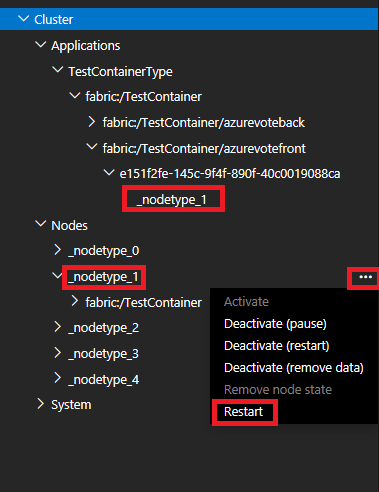 Cluster
Applications
TestContainerType
fabric:/TestContainer
fabric:/TestContainer/azurevoteback
fabric:/TestContainer/azurevotefront
e151f2fe-145c-9f4f-890f-40c0019088ca
_nodetype_1
Nodes
_nodetype_0
_nodetype_1 •••
fabric:/TestContainer
Activate
_nodetype_2
Deactivate (pause)
Deactivate (restart)
_nodetype_3
Deactivate (remove data)
_nodetype_4
Remove node state
System
Restart